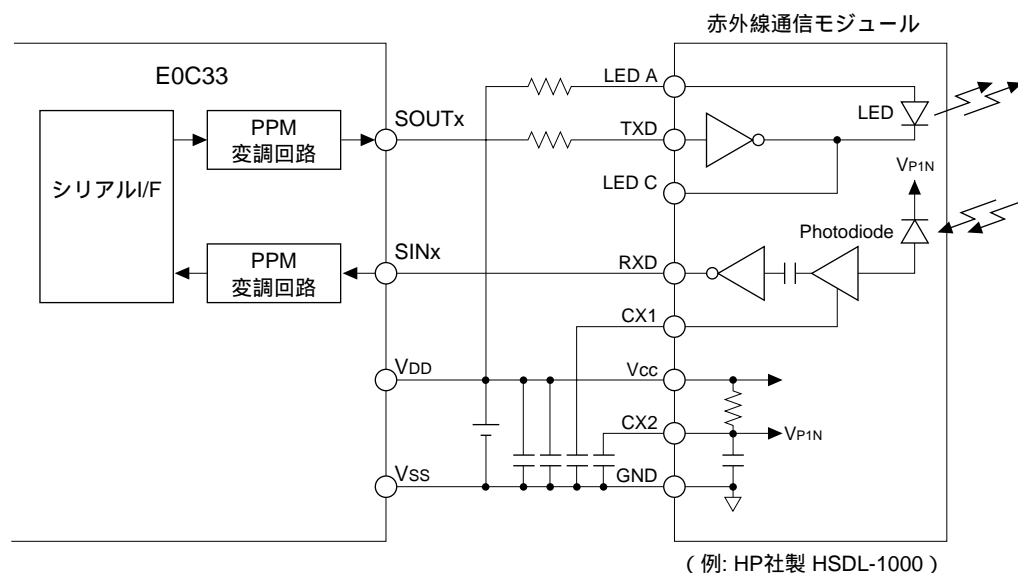 赤外線通信モジュール
E0C33
シリアルI/F
PPM
変調回路
PPM
変調回路
SOUTx
SINx
VDD
VSS
LED A
TXD
LED C
RXD
CX1
Vcc
CX2
GND
LED
VP1N
Photodiode
VP1N
(例: HP社製 HSDL-1000)